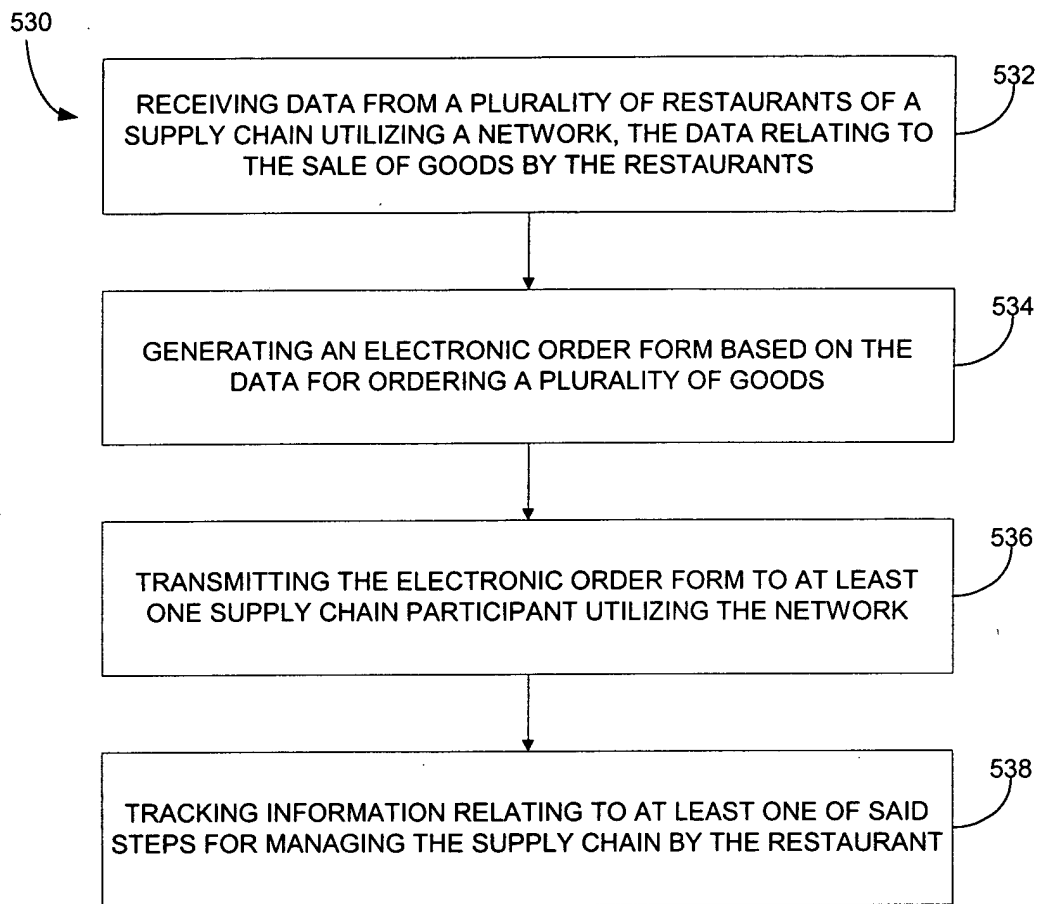 530
532
RECEIVING DATA FROM A PLURALITY OF RESTAURANTS OF A
SUPPLY CHAIN UTILIZING A NETWORK, THE DATA RELATING TO
THE SALE OF GOODS BY THE RESTAURANTS
534
GENERATING AN ELECTRONIC ORDER FORM BASED ON THE
DATA FOR ORDERING A PLURALITY OF GOODS
536
TRANSMITTING THE ELECTRONIC ORDER FORM TO AT LEAST
ONE SUPPLY CHAIN PARTICIPANT UTILIZING THE NETWORK
538
TRACKING INFORMATION RELATING TO AT LEAST ONE OF SAID
STEPS FOR MANAGING THE SUPPLY CHAIN BY THE RESTAURANT